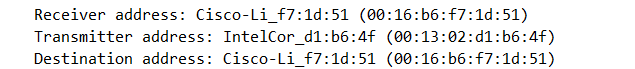 Receiver address: Cisco-Li_f7:1d:51 (00:16:b6:f7:1d:51)
Transmitter address: IntelCor_d1:b6:4f (00:13:02:d1:b6:4f)
Destination address: Cisco-Li_f7:1d:51 (00:16:b6:f7:1d:51)